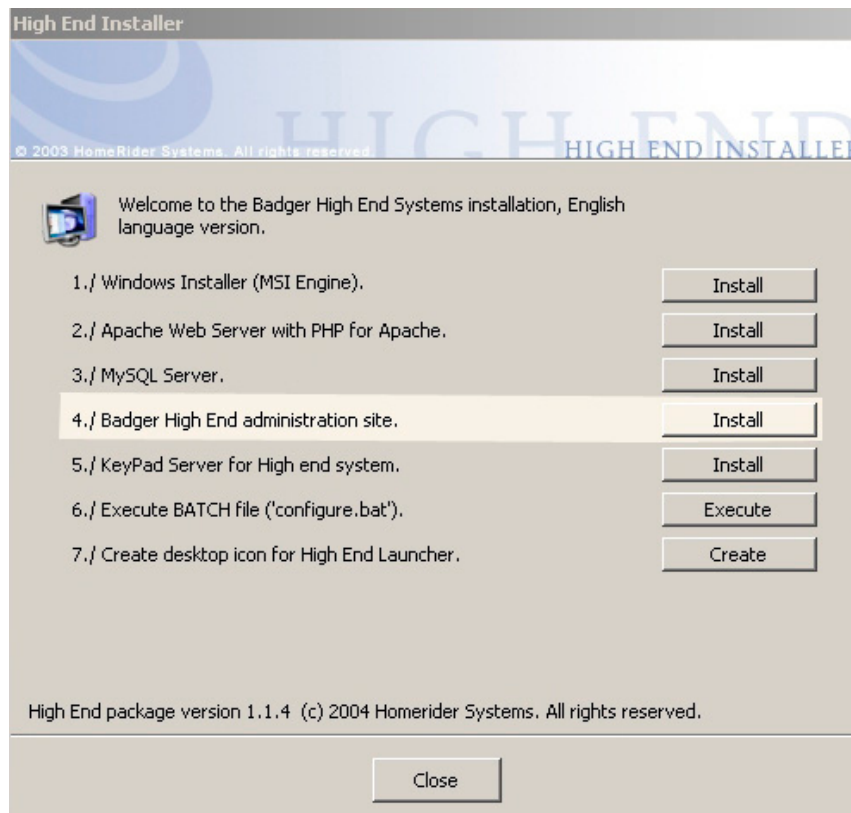 High End Installer
HIGH END
© 2003 HomeRider Systems. All rights reserved.
HIGH END INSTALLE
Welcome to the Badger High End Systems installation, English
language version.
1./ Windows Installer (MSI Engine). Install
2./ Apache Web Server with PHP for Apache. Install
3./ MySQL Server. Install
4./ Badger High End administration site. Install
5./ KeyPad Server for High end system. Install
6./ Execute BATCH file ('configure.bat'). Execute
7./ Create desktop icon for High End Launcher. Create
High End package version 1.1.4 (c) 2004 Homerider Systems. All rights reserved.
Close